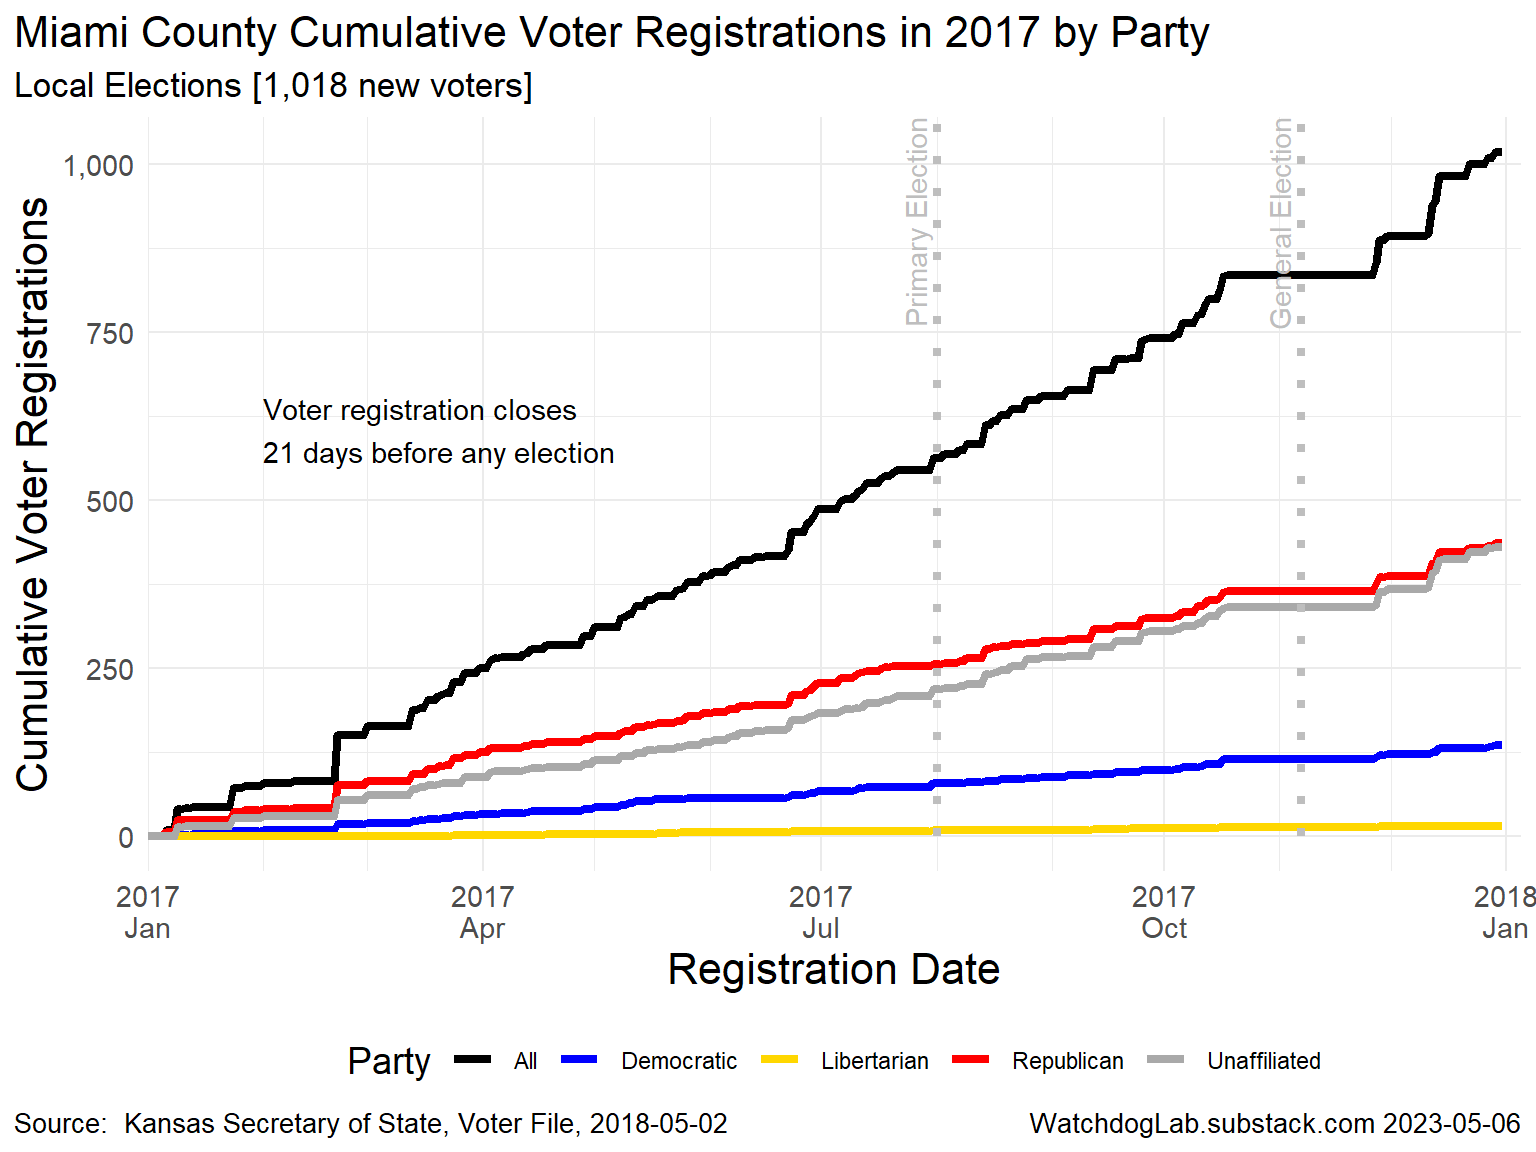 Miami County Cumulative Voter Registrations in 2017 by Party
Local Elections [1,018 new voters]
Cumulative Voter Registrations
1,000
750
500
250
0
Primary Election
General Election
Voter registration closes
21 days before any election
2017 2017 2017 2017 2018
Jan Apr Jul Oct Jan
Registration Date
Party All Democratic Libertarian Republican Unaffiliated
Source:  Kansas Secretary of State, Voter File, 2018-05-02
WatchdogLab.substack.com 2023-05-06